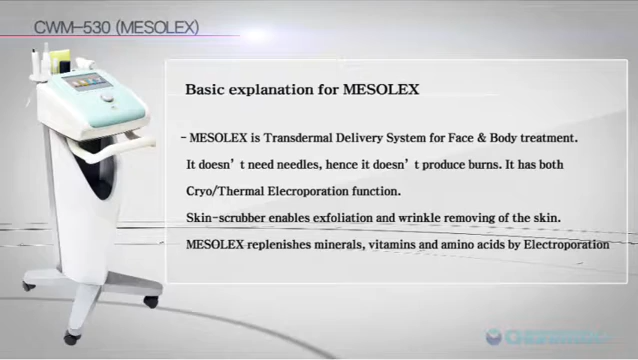 CWM-530 (MESOLEX)
Basic explanation for MESOLEX
- MESOLEX is Transdermal Delivery System for Face & Body treatment.
It doesn't need needles, hence it doesn't produce burns. It has both
Cryo/Thermal Elecroporation function.
Skin-scrubber enables exfoliation and wrinkle removing of the skin.
MESOLEX replenishes minerals, vitamins and amino acids by Electroporation